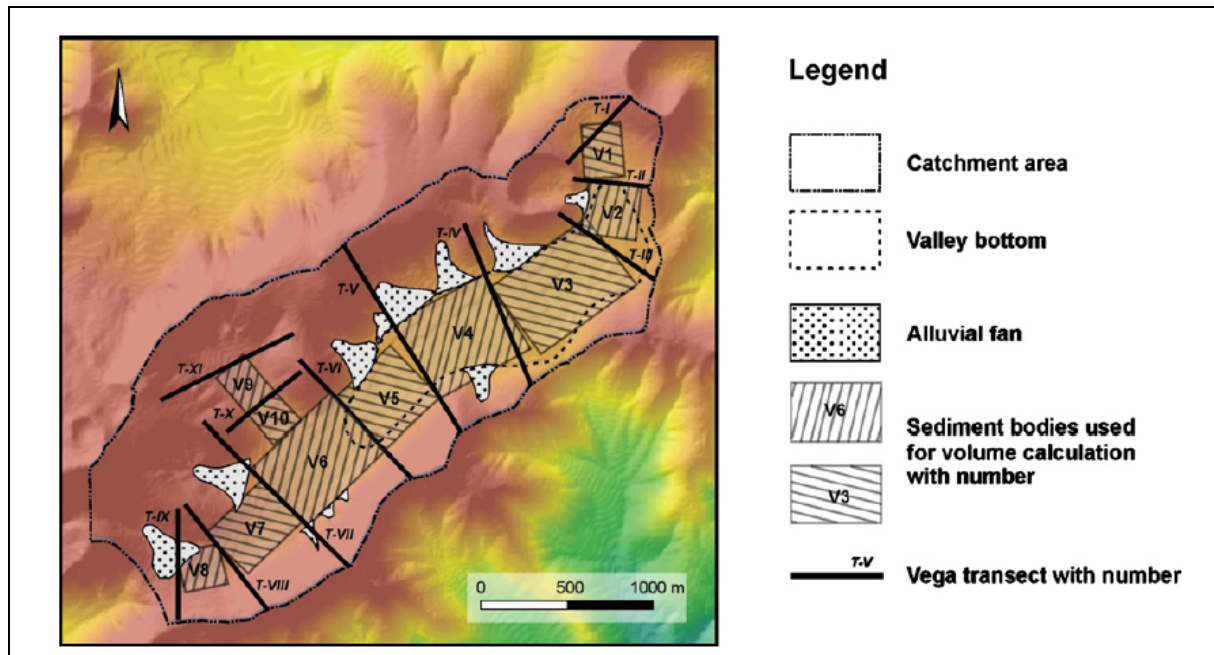 Legend
T-I
V1
T-II
V2
T-III
T-IV
V3
T-V
V4
T-VI
V5
T-XI
V9
T-X
V10
V6
T-VII
V7
T-IX
V8
T-VIII
0 500 1000 m
Catchment area
Valley bottom
Alluvial fan
V6
Sediment bodies used
for volume calculation
with number
V3
T-V
Vega transect with number